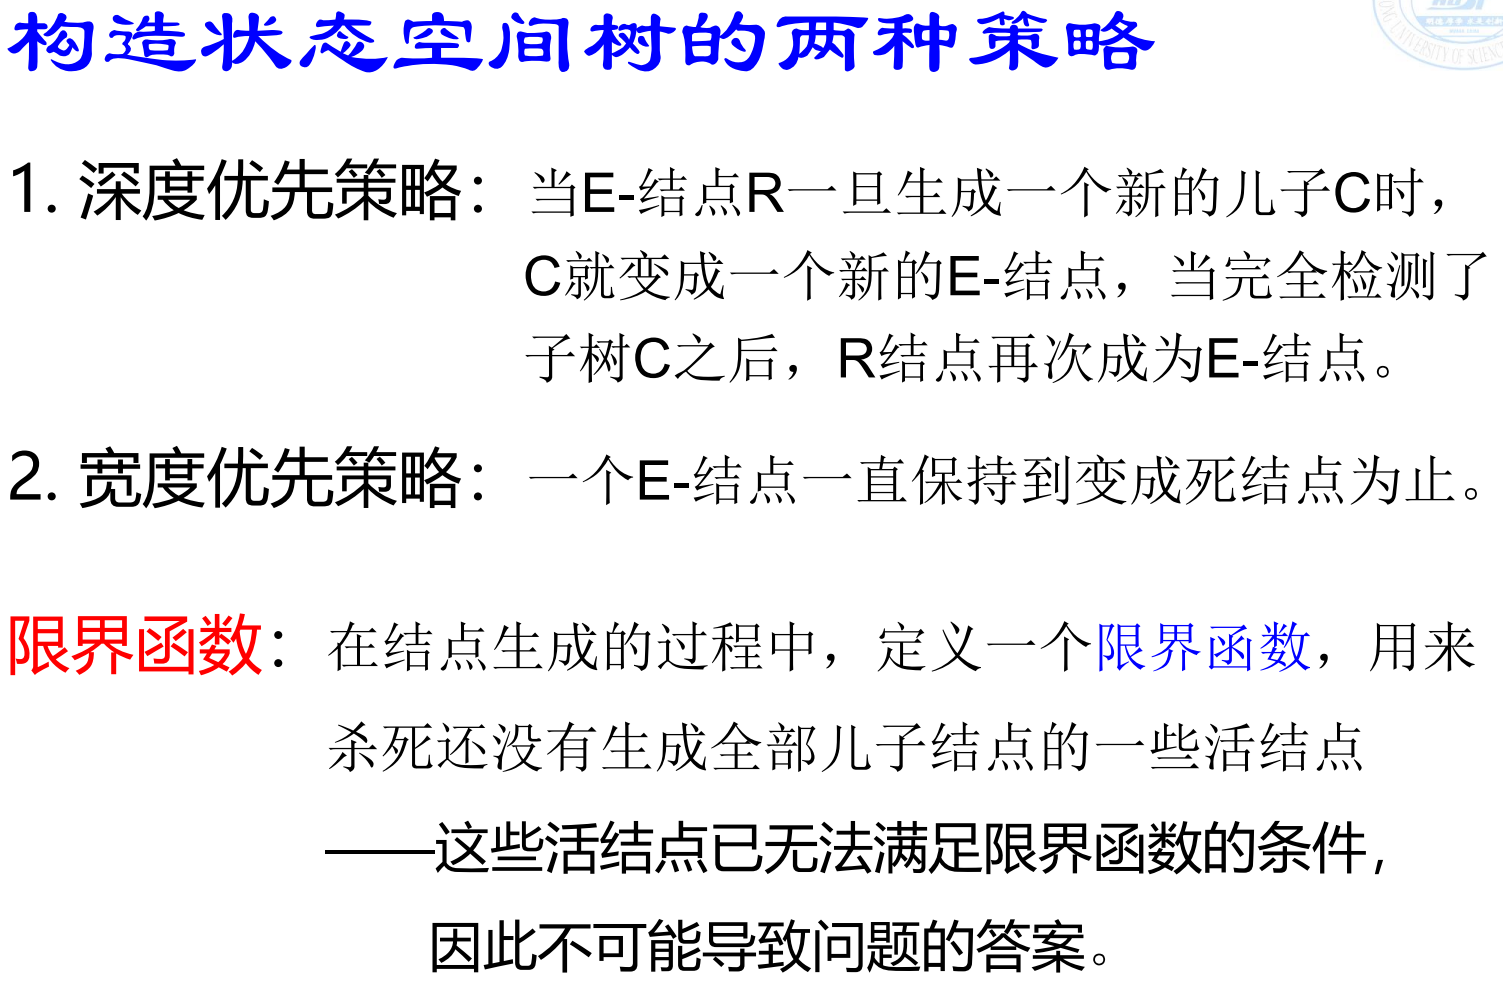 构造状态空间树的两种策略
1. 深度优先策略：当E-结点R一旦生成一个新的儿子C时，
C就变成一个新的E-结点，当完全检测了
子树C之后，R结点再次成为E-结点。
2. 宽度优先策略：一个E-结点一直保持到变成死结点为止。
限界函数：在结点生成的过程中，定义一个限界函数，用来
杀死还没有生成全部儿子结点的一些活结点
——这些活结点已无法满足限界函数的条件，
因此不可能导致问题的答案。